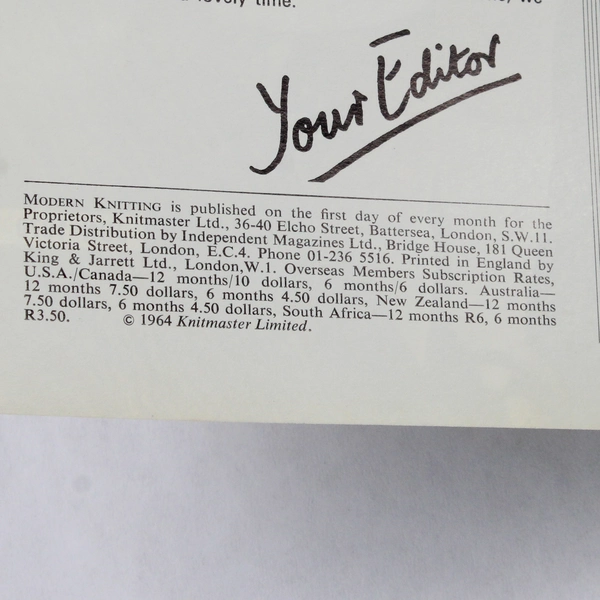 lovely time.
we
Your Editor
MODERN KNITTING is published on the first day of every month for the
Proprietors, Knitmaster Ltd., 36-40 Elcho Street, Battersea, London, S.W.11.
Trade Distribution by Independent Magazines Ltd., Bridge House, 181 Queen
Victoria Street, London, E.C.4. Phone 01-236 5516. Printed in England by
King & Jarrett Ltd., London,W.1. Overseas Members Subscription Rates,
U.S.A./Canada—12 months/10 dollars, 6 months/6 dollars. Australia—
12 months 7.50 dollars, 6 months 4.50 dollars, New Zealand—12 months
7.50 dollars, 6 months 4.50 dollars, South Africa—12 months R6, 6 months
R3.50. © 1964 Knitmaster Limited.